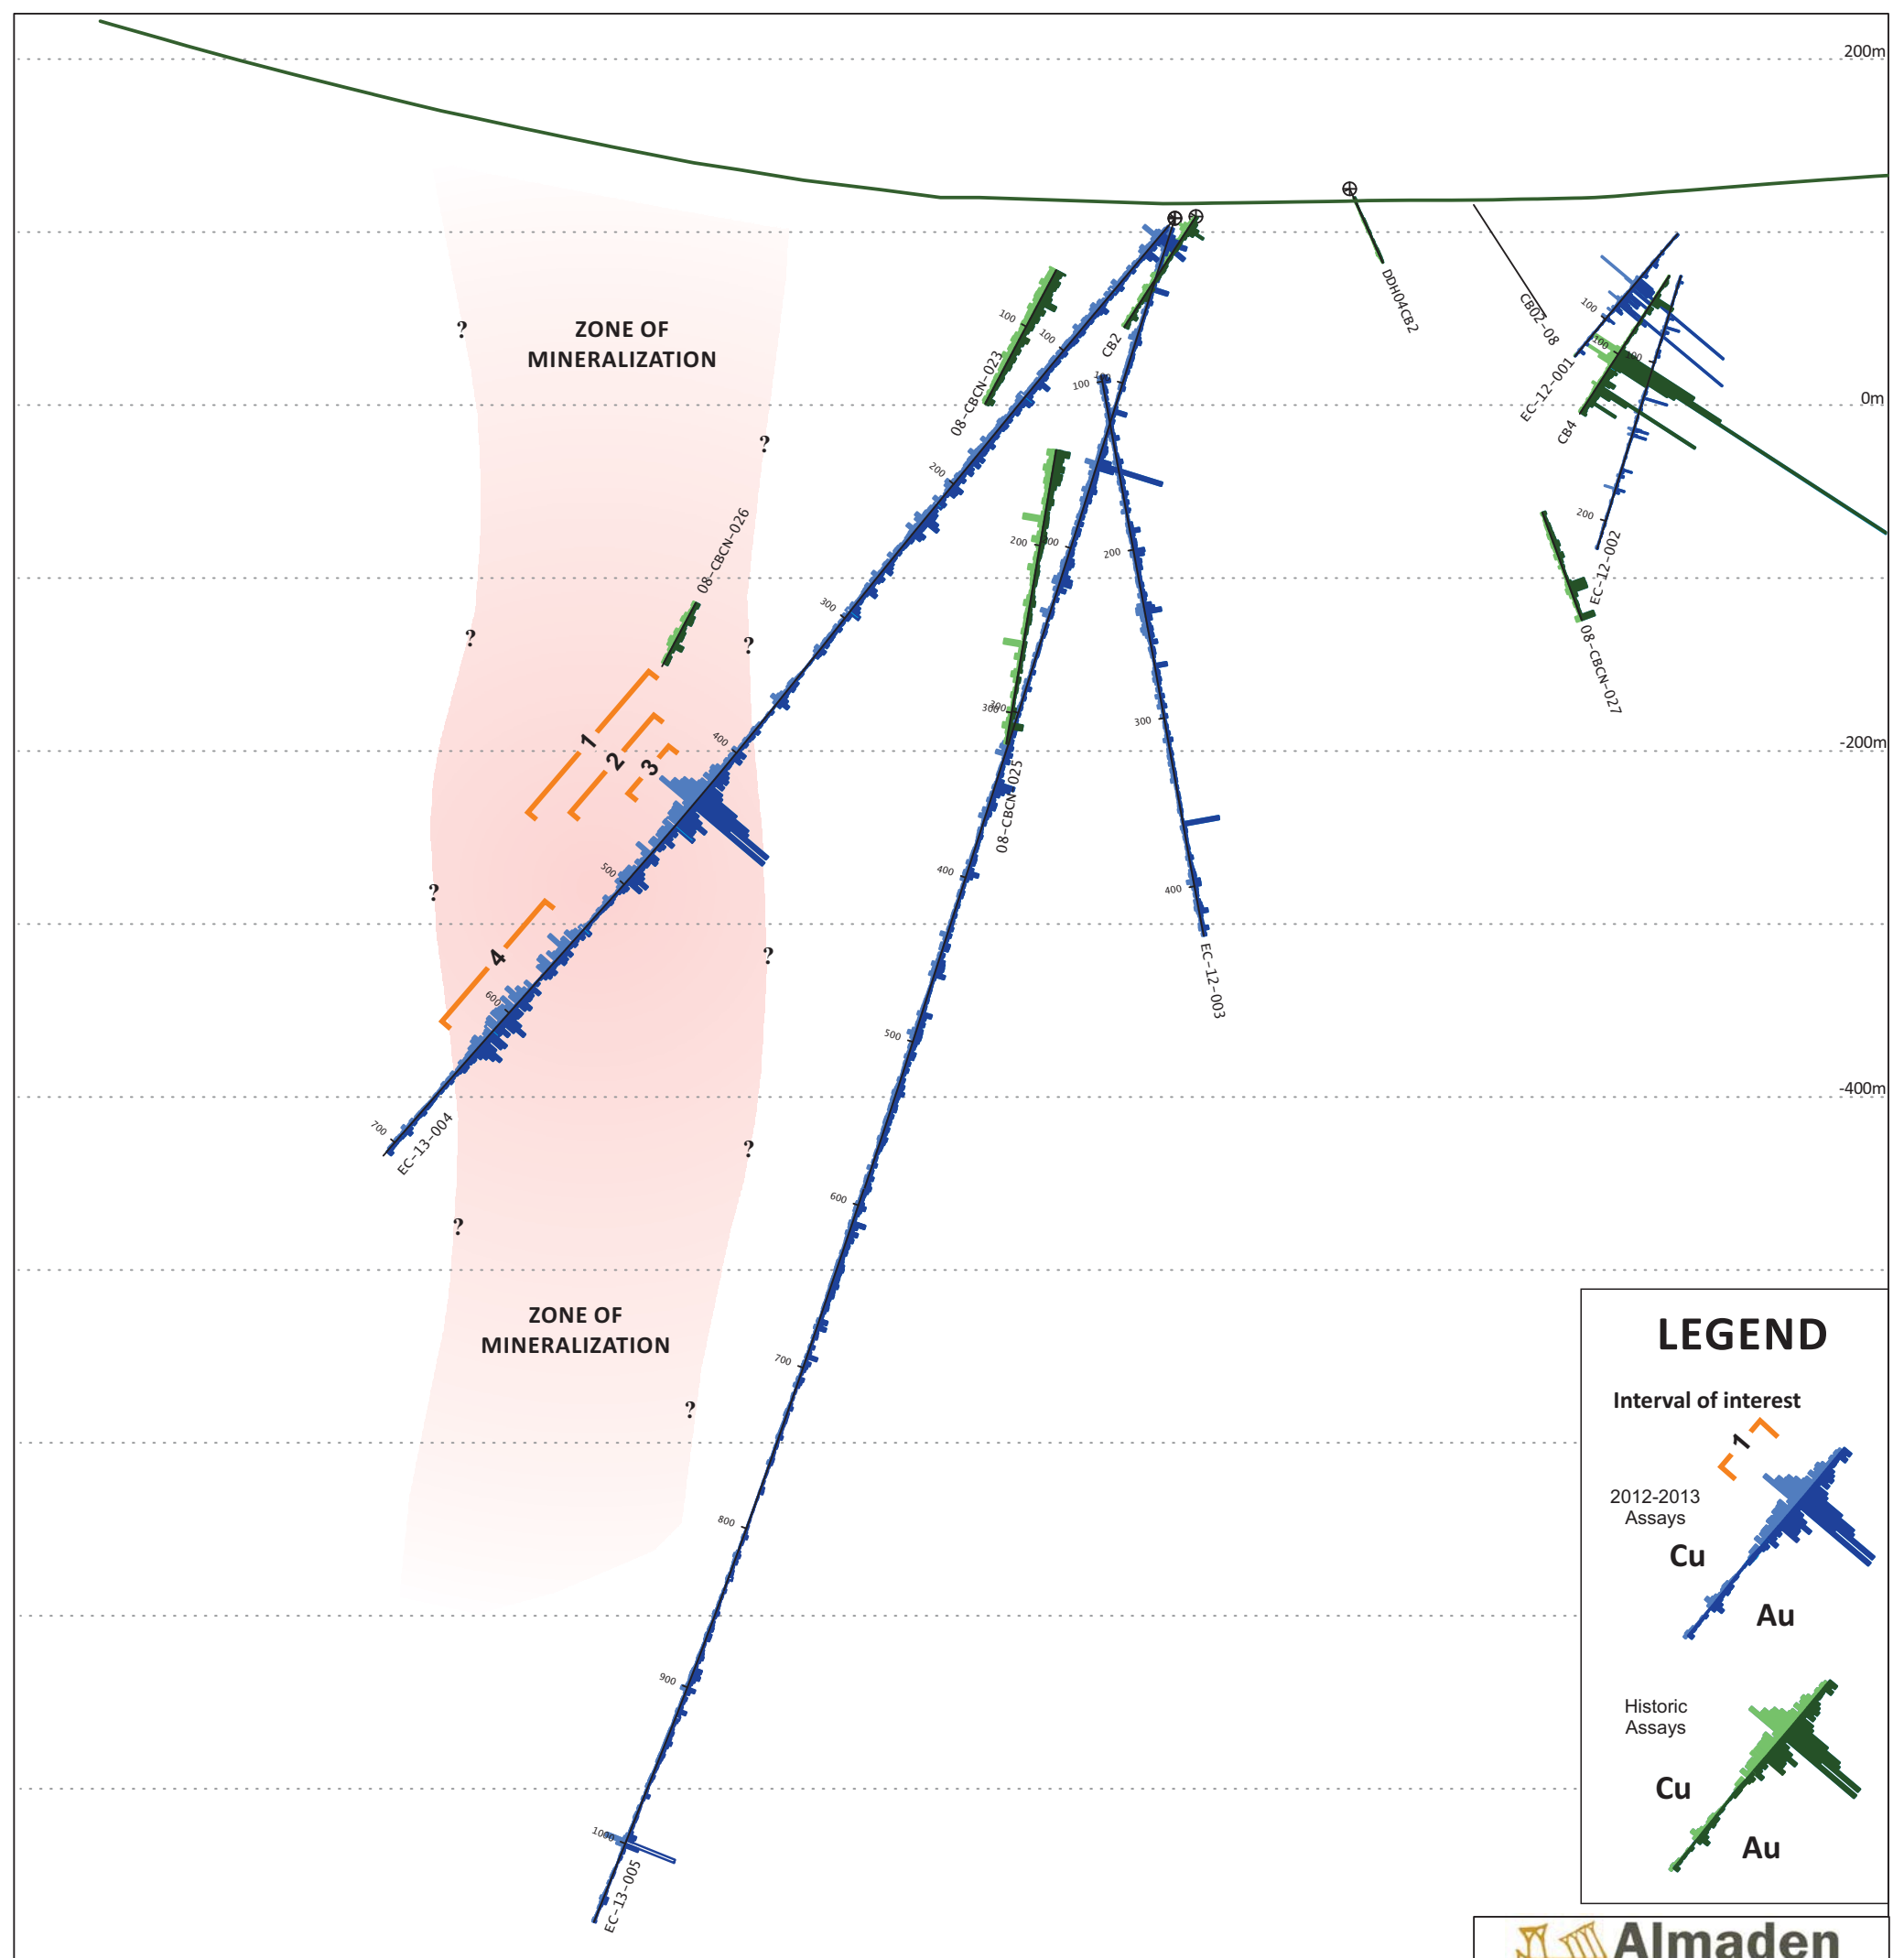 200m
ZONE OF
MINERALIZATION
?
DDH04CB2
CB02-08
100
100
08-CBCN-023
CB2
100
100
100
EC-12-001
0m
CB4
100
100
?
200
08-CBCN-026
200
200
200
EC-12-002
300
?
?
08-CBCN-027
1
2
3
400
300
300
300
-200m
08-CBCN-025
500
400
400
?
4
?
EC-12-003
600
500
-400m
700
EC-13-004
?
600
?
ZONE OF
MINERALIZATION
700
?
800
900
1000
EC-13-005
LEGEND
Interval of interest
1
2012-2013
Assays
Cu
Au
Historic
Assays
Cu
Au
Almaden